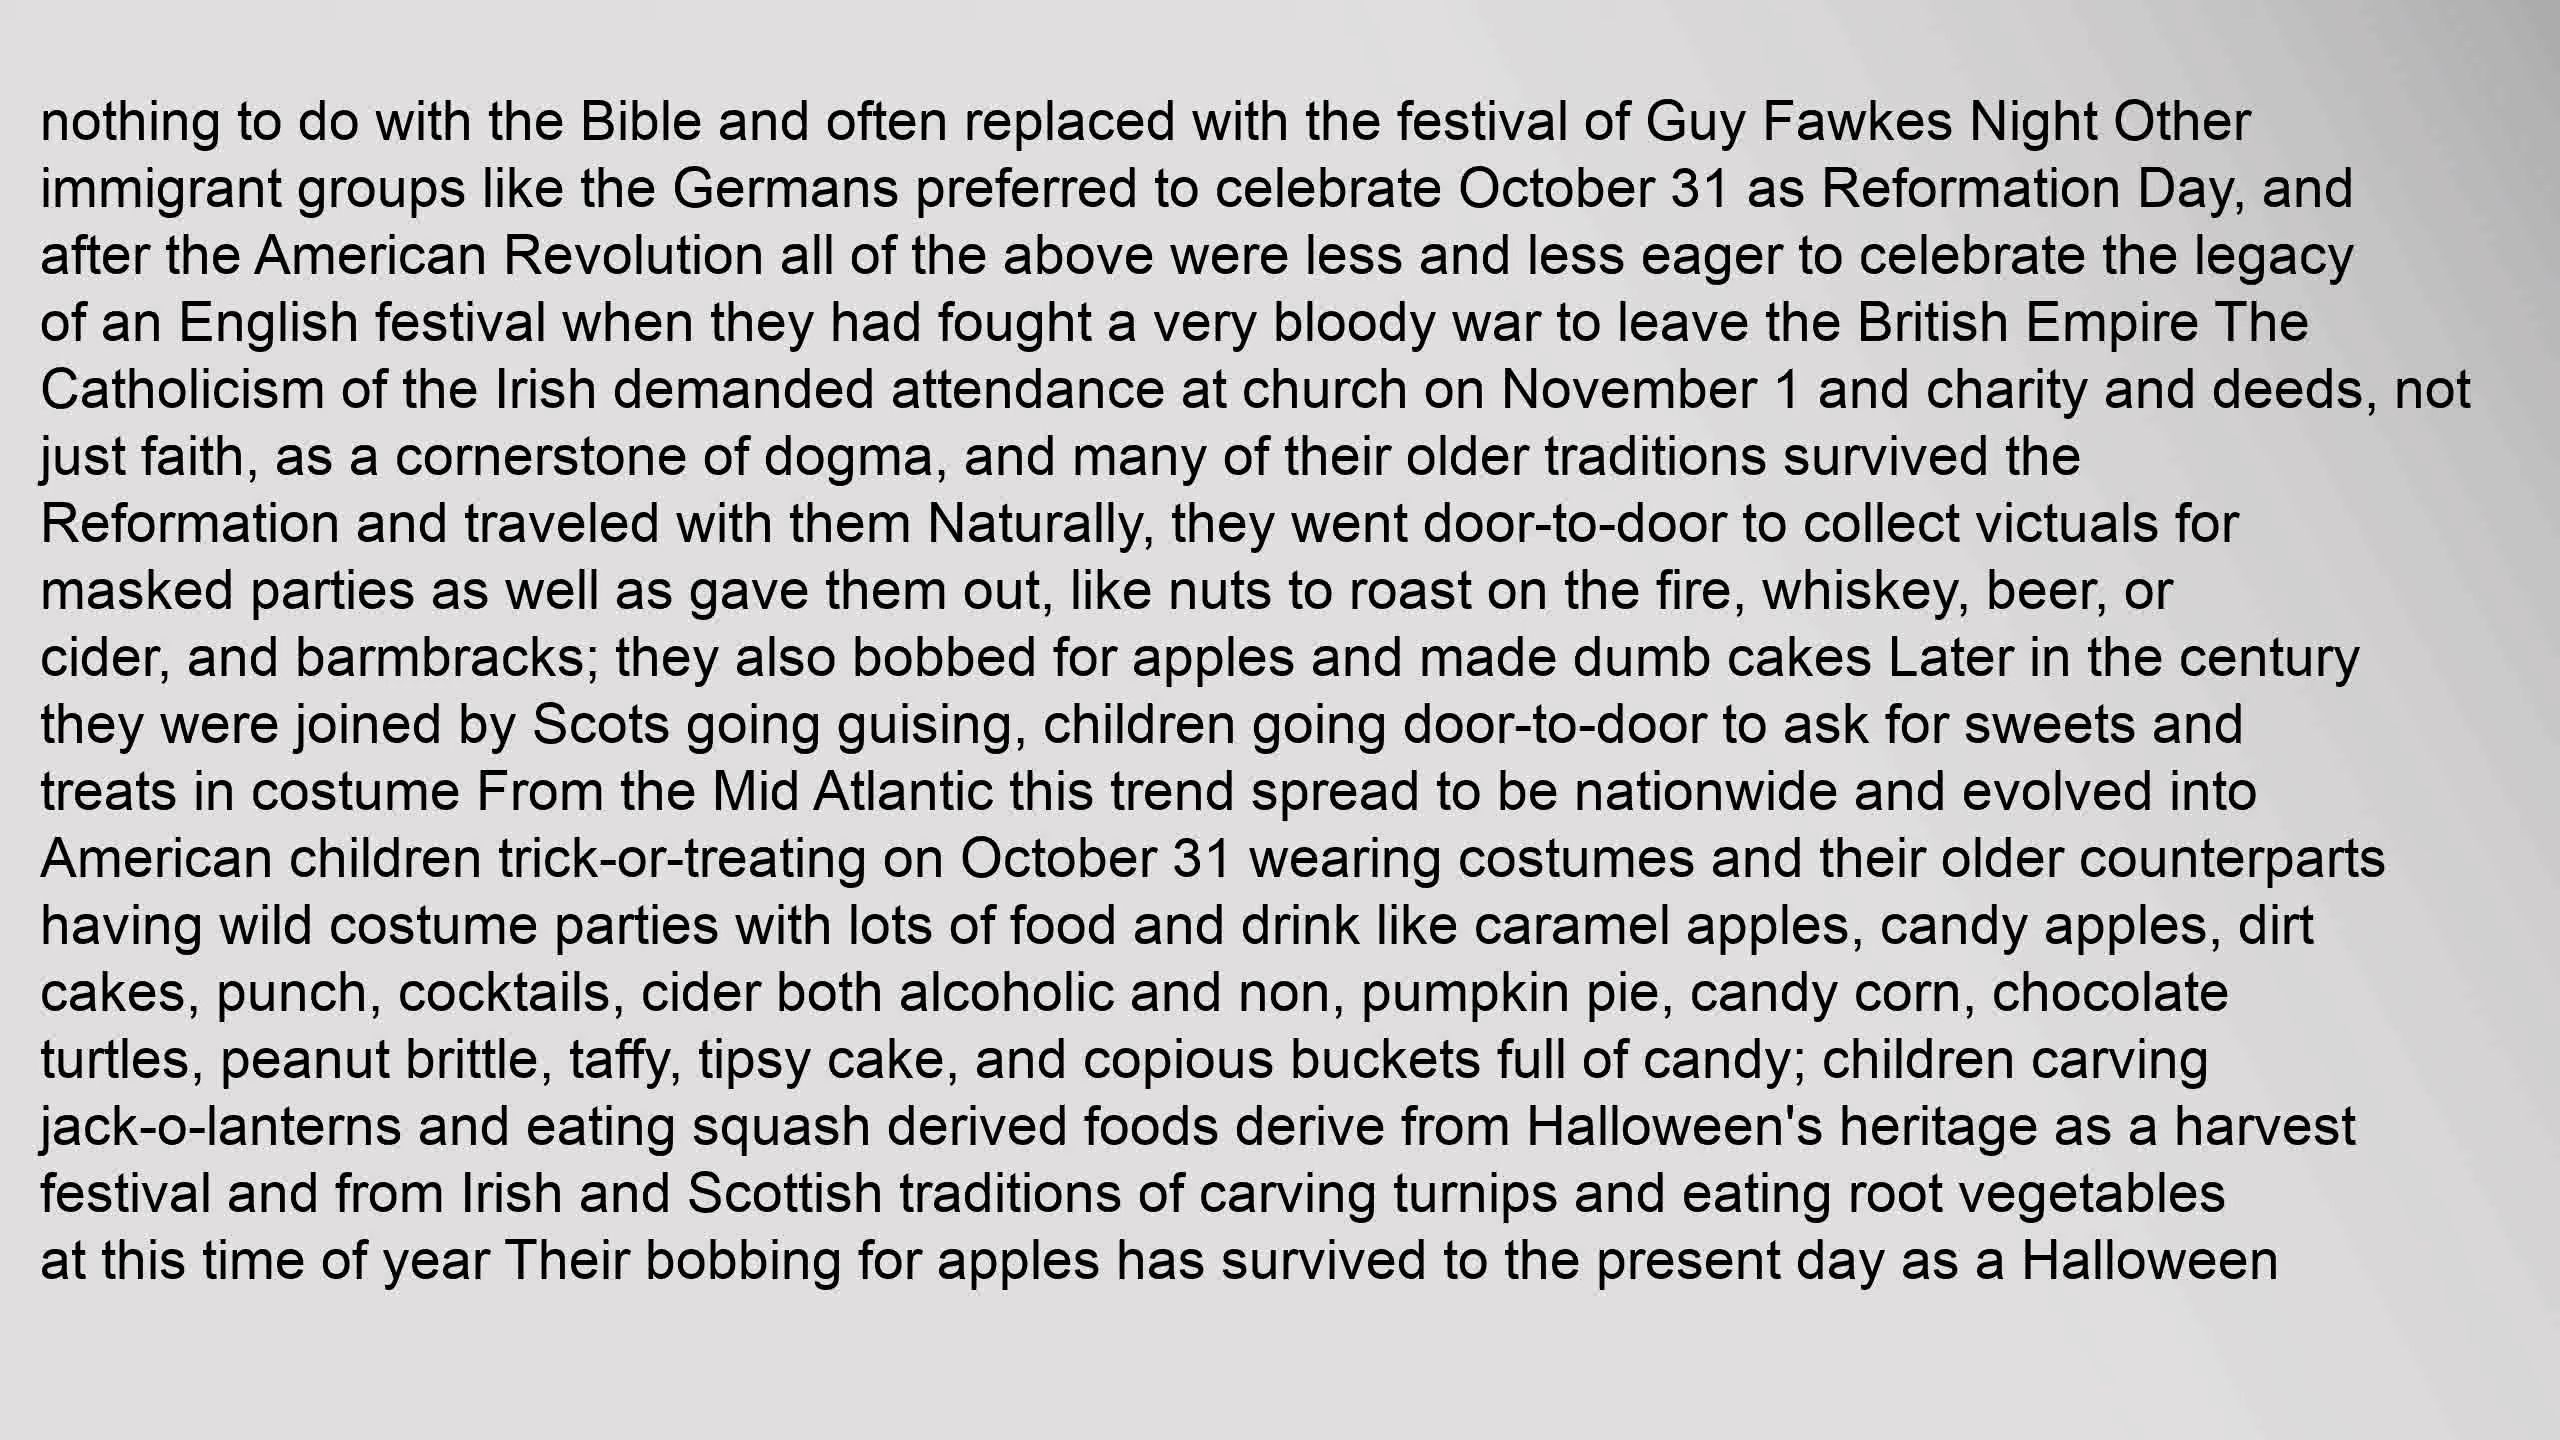 nothing to do with the Bible and often replaced with the festival of Guy Fawkes Night Other
immigrant groups like the Germans preferred to celebrate October 31 as Reformation Day, and
after the American Revolution all of the above were less and less eager to celebrate the legacy
of an English festival when they had fought a very bloody war to leave the British Empire The
Catholicism of the Irish demanded attendance at church on November 1 and charity and deeds, not
just faith, as a cornerstone of dogma, and many of their older traditions survived the
Reformation and traveled with them Naturally, they went door-to-door to collect victuals for
masked parties as well as gave them out, like nuts to roast on the fire, whiskey, beer, or
cider, and barmbracks; they also bobbed for apples and made dumb cakes Later in the century
they were joined by Scots going guising, children going door-to-door to ask for sweets and
treats in costume From the Mid Atlantic this trend spread to be nationwide and evolved into
American children trick-or-treating on October 31 wearing costumes and their older counterparts
having wild costume parties with lots of food and drink like caramel apples, candy apples, dirt
cakes, punch, cocktails, cider both alcoholic and non, pumpkin pie, candy corn, chocolate
turtles, peanut brittle, taffy, tipsy cake, and copious buckets full of candy; children carving
jack-o-lanterns and eating squash derived foods derive from Halloween's heritage as a harvest
festival and from Irish and Scottish traditions of carving turnips and eating root vegetables
at this time of year Their bobbing for apples has survived to the present day as a Halloween